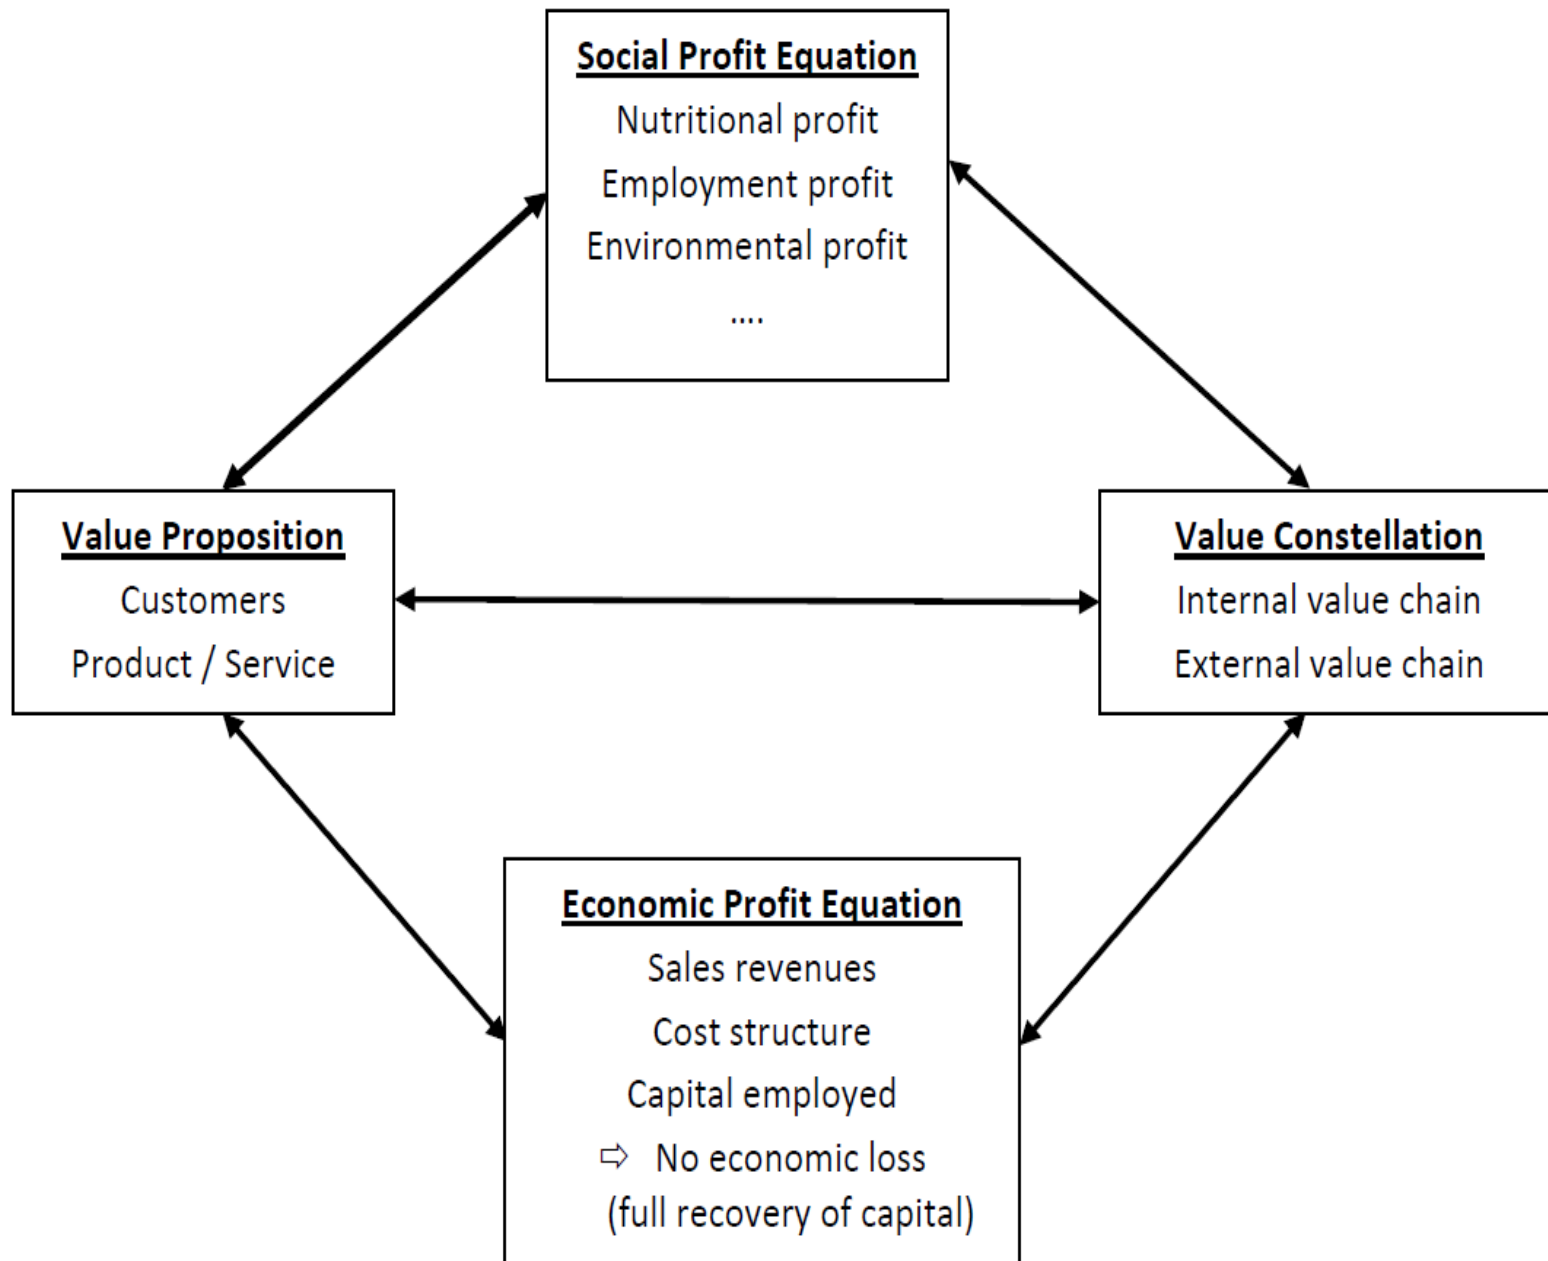 Social Profit Equation
Nutritional profit
Employment profit
Environmental profit
....
Value Proposition
Customers
Product / Service
Value Constellation
Internal value chain
External value chain
Economic Profit Equation
Sales revenues
Cost structure
Capital employed
⇨ No economic loss
(full recovery of capital)